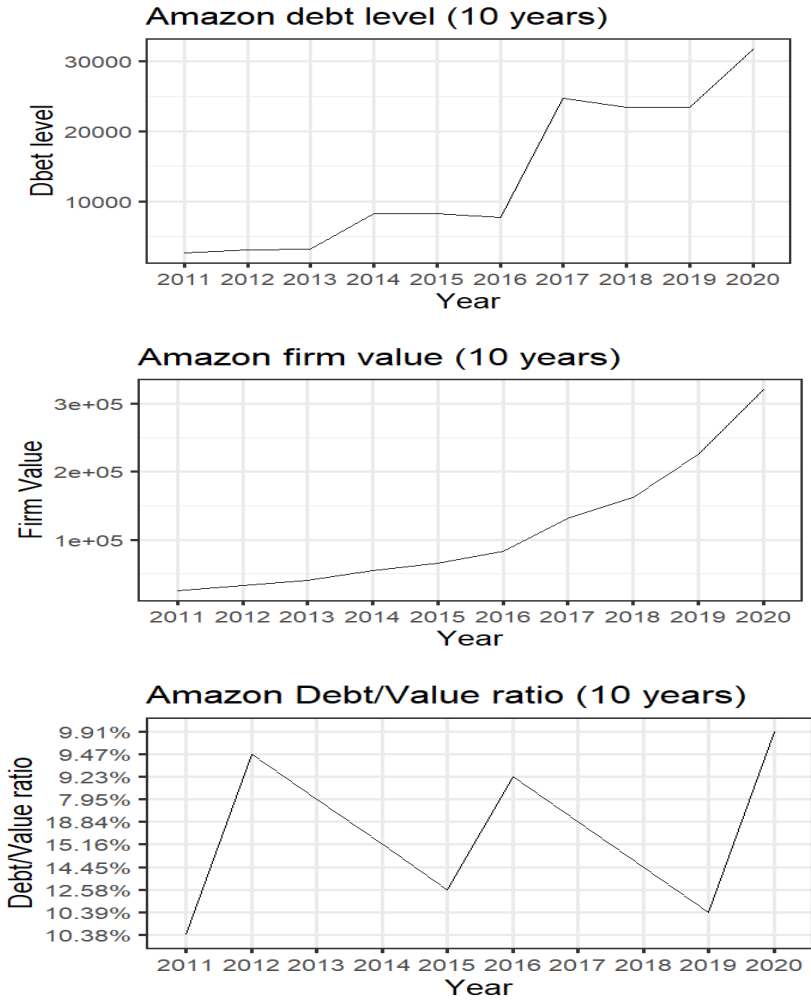 Amazon debt level (10 years)
30000
20000
10000
Dbet level
2011 2012 2013 2014 2015 2016 2017 2018 2019 2020
Year
Amazon firm value (10 years)
3e+05
2e+05
1e+05
Firm Value
2011 2012 2013 2014 2015 2016 2017 2018 2019 2020
Year
Amazon Debt/Value ratio (10 years)
9.91%
9.47%
9.23%
7.95%
18.84%
15.16%
14.45%
12.58%
10.39%
10.38%
Debt/Value ratio
2011 2012 2013 2014 2015 2016 2017 2018 2019 2020
Year